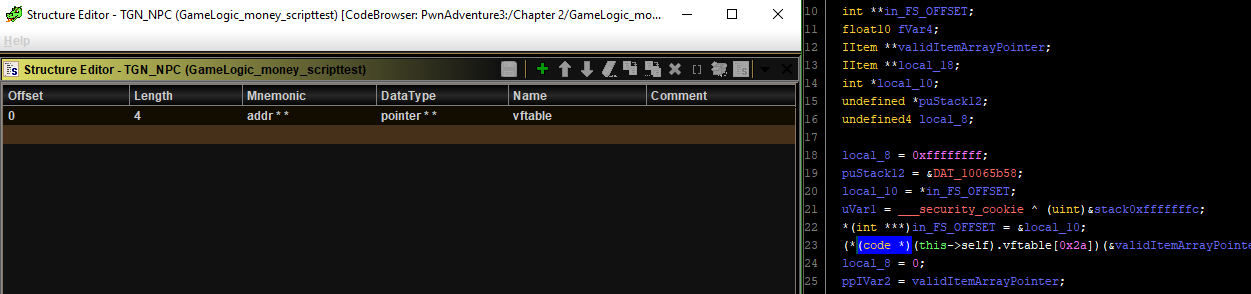 Structure Editor - TGN_NPC (GameLogic_money_scripttest) [CodeBrowser: PwnAdventure3:/Chapter 2/GameLogic_mo...
Help
Structure Editor - TGN_NPC (GameLogic_money_scripttest)
Offset Length Mnemonic DataType Name Comment
0 4 addr * * pointer * * vftable
10 int **in_FS_OFFSET;
11 float10 fVar4;
12 IItem **validItemArrayPointer;
13 IItem **local_18;
14 int *local_10;
15 undefined *puStack12;
16 undefined4 local_8;
17
18 local_8 = 0xffffffff;
19 puStack12 = &DAT_10065b58;
20 local_10 = *in_FS_OFFSET;
21 uVar1 = ___security_cookie ^ (uint)&stack0xfffffffc;
22 *(int ***)in_FS_OFFSET = &local_10;
23 (*(code *)(this->self).vftable[0x2a])(&validItemArrayPointe
24 local_8 = 0;
25 ppIVar2 = validItemArrayPointer;